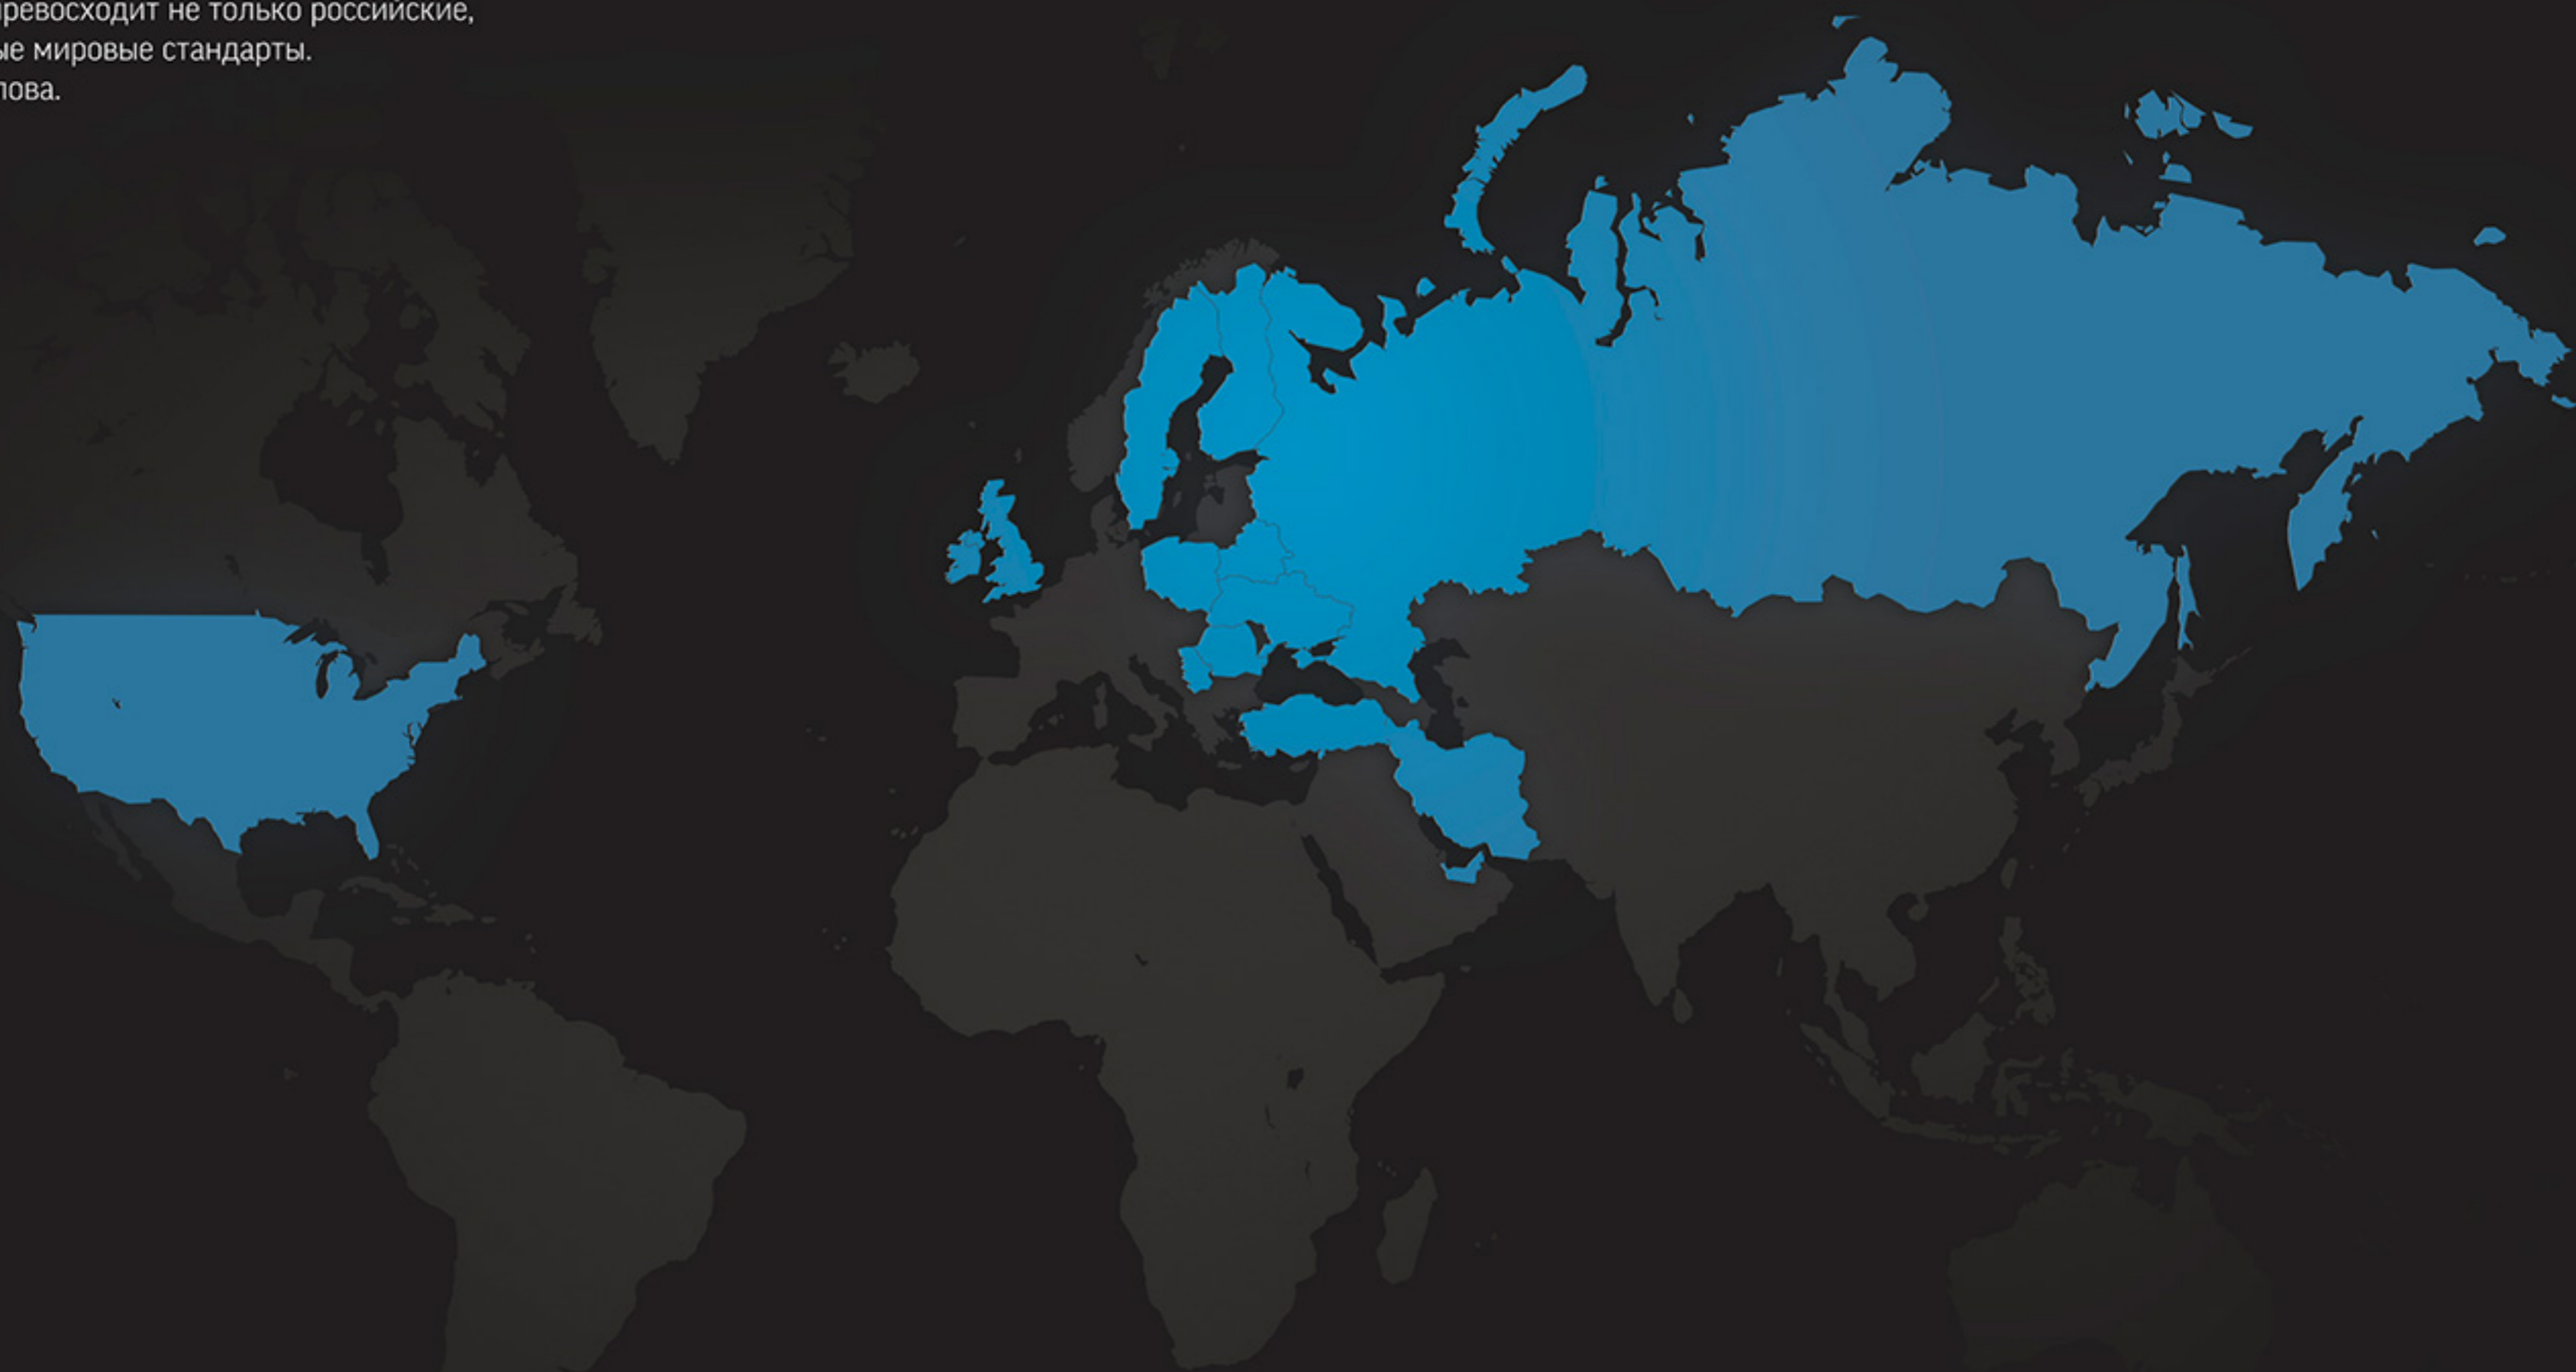 превосходит не только российские,
ые мировые стандарты.
лова.